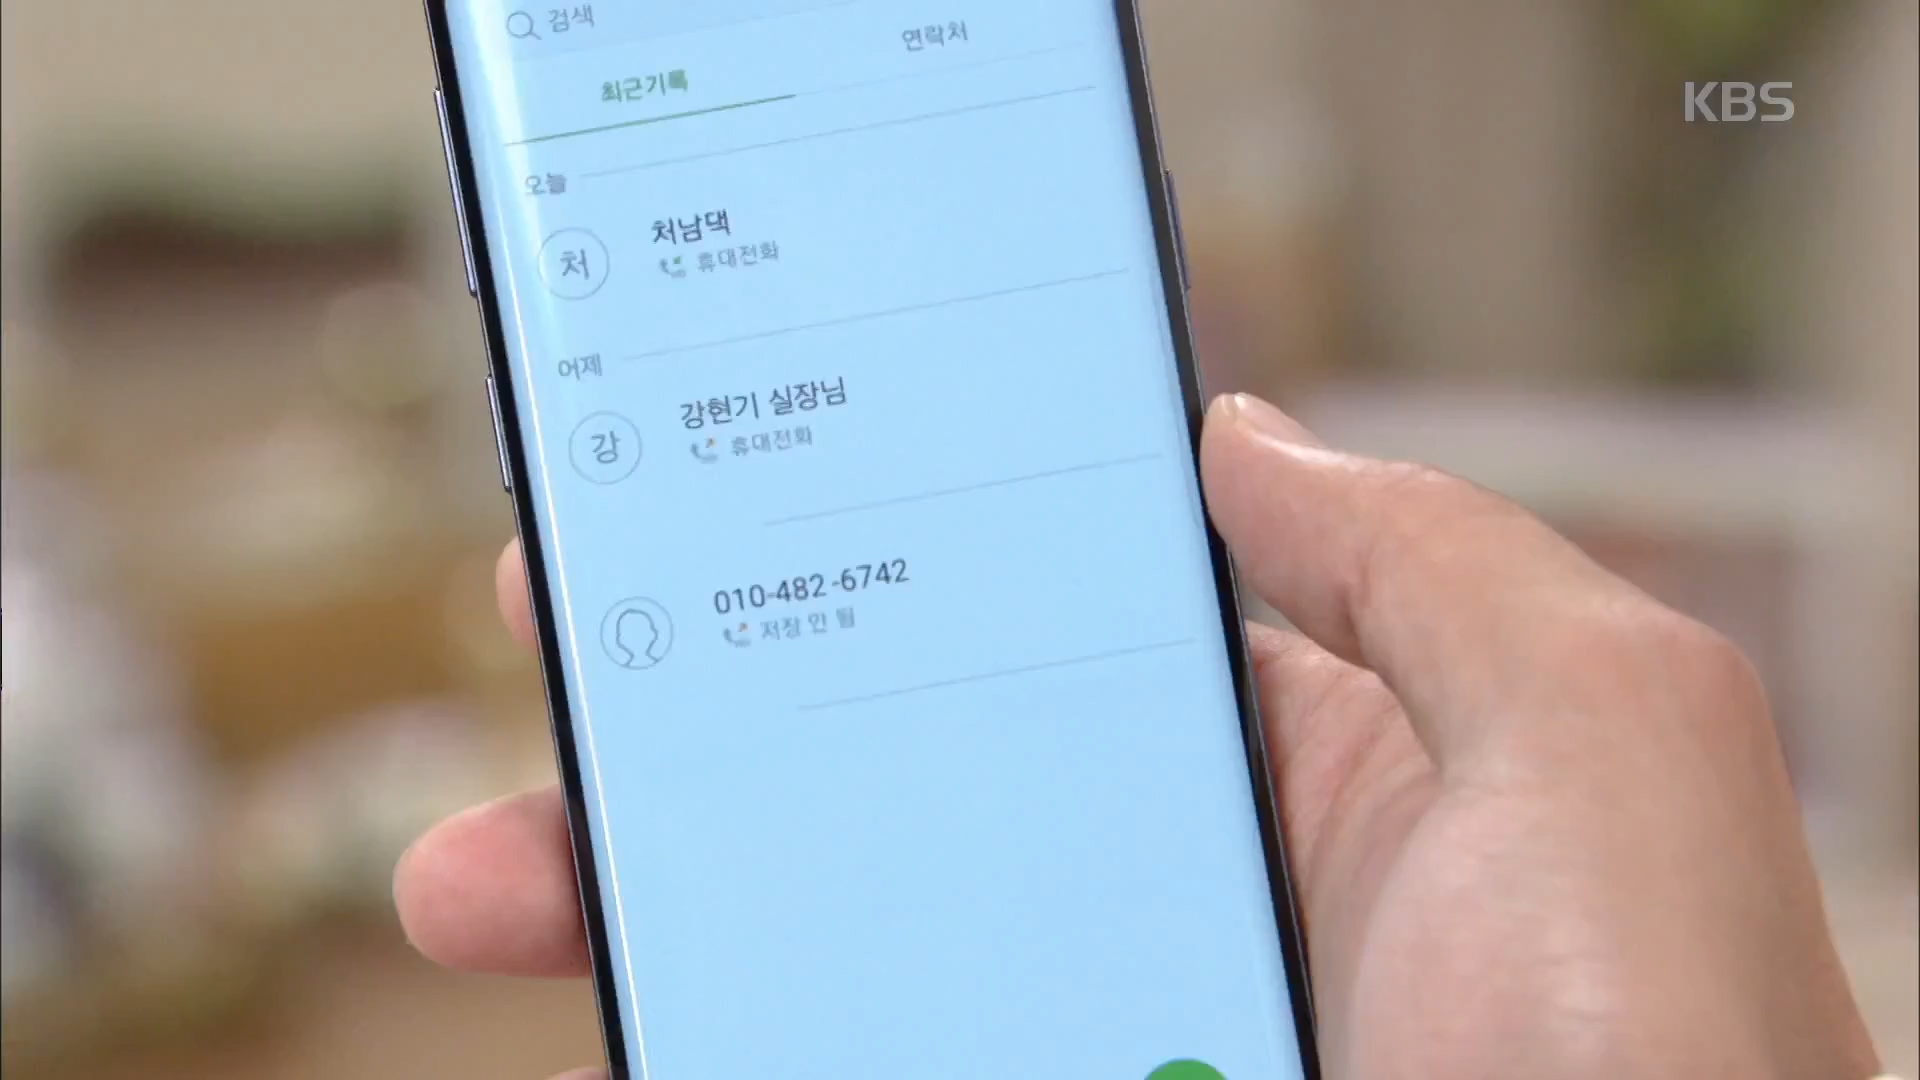 검색
연락처
최근기록
KBS
오늘
처
처남댁
휴대전화
어제
강
강현기 실장님
휴대전화
010-482-6742
저장 안 됨